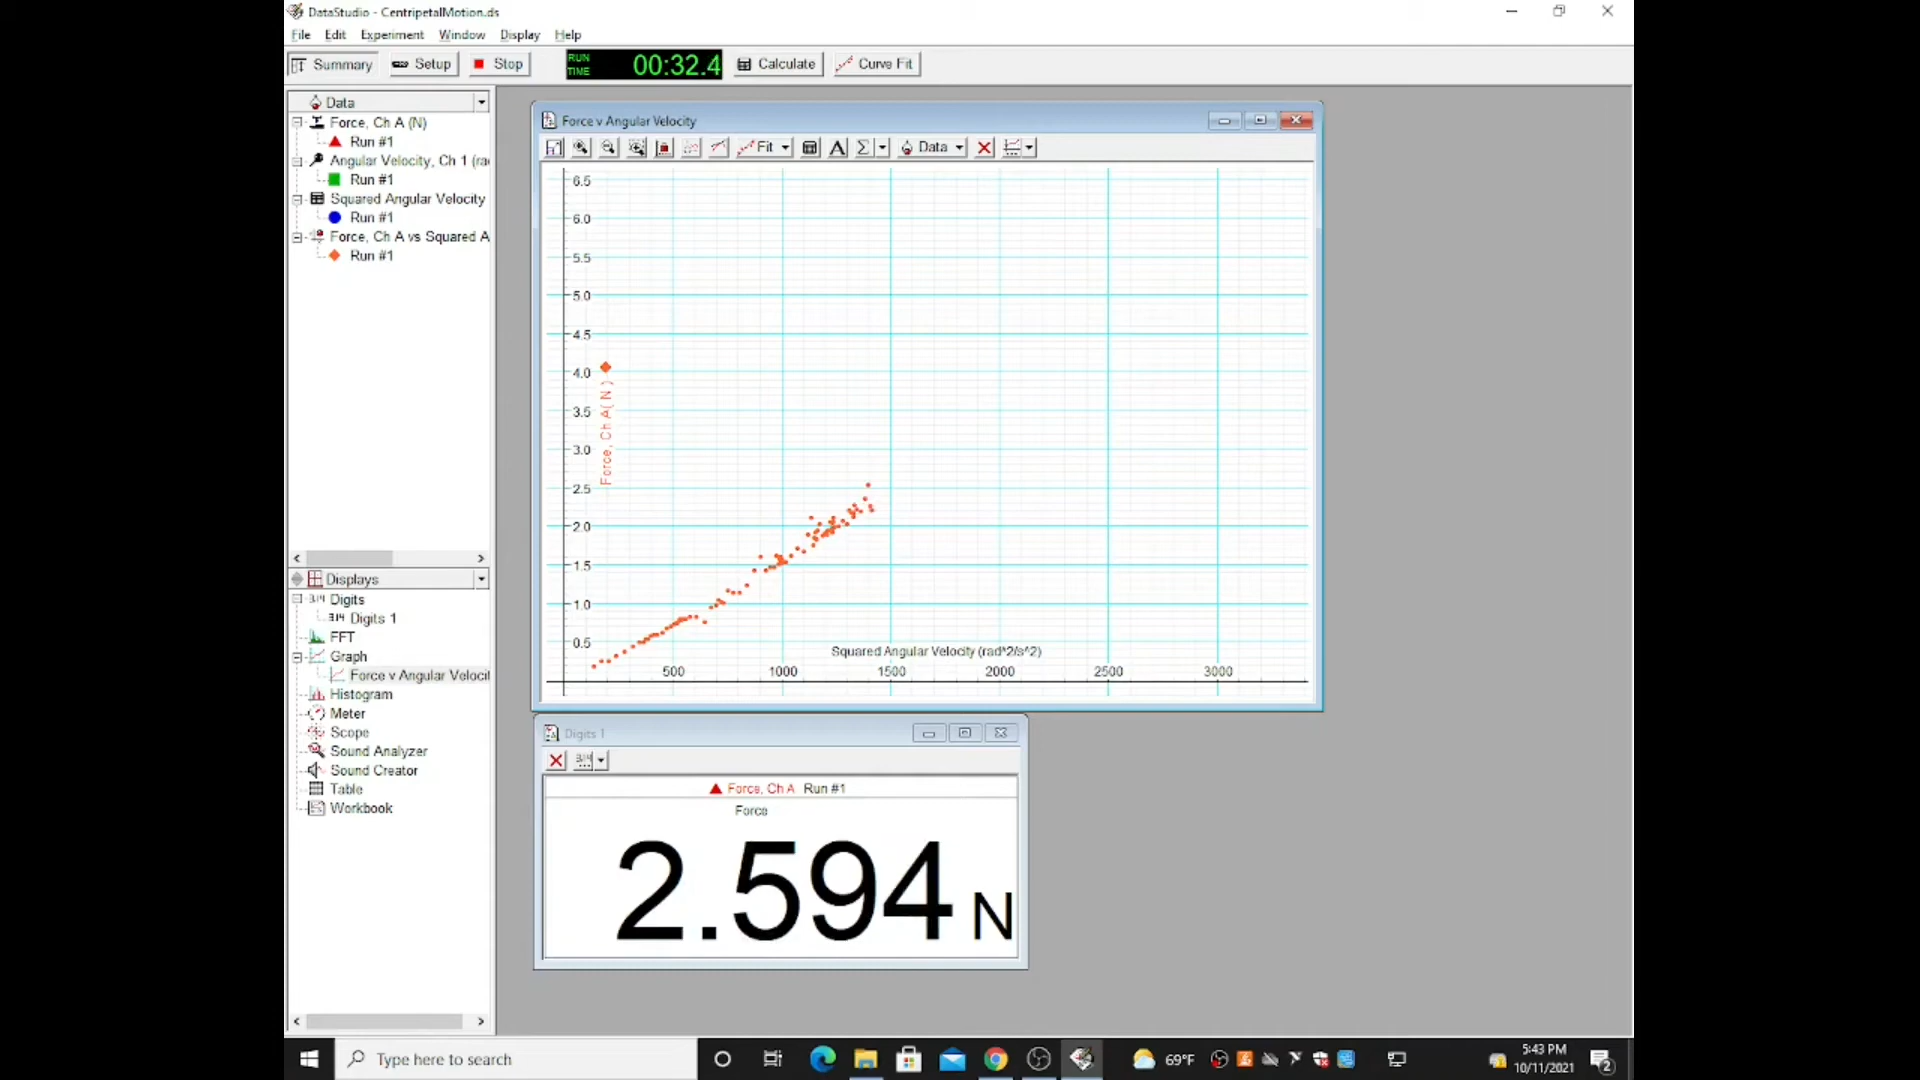 DataStudio - CentripetalMotion.ds
File Edit Experiment Window Display Help
Summary Setup Stop RUN TIME 00:32.4 Calculate Curve Fit
Data
Force, Ch A (N)
Run #1
Angular Velocity, Ch 1 (ra
Run #1
Squared Angular Velocity
Run #1
Force, Ch A vs Squared A
Run #1
Displays
Digits
Digits 1
FFT
Graph
Force v Angular Velocit
Histogram
Meter
Scope
Sound Analyzer
Sound Creator
Table
Workbook
Force v Angular Velocity
Fit A Σ Data
6.5
6.0
5.5
5.0
4.5
4.0
3.5
3.0
2.5
2.0
1.5
1.0
0.5
Force, Ch A( N )
Squared Angular Velocity (rad^2/s^2)
500 1000 1500 2000 2500 3000
Digits 1
3.14
Force, Ch A Run #1
Force
2.594 N
Type here to search
69°F
5:43 PM
10/11/2021
2